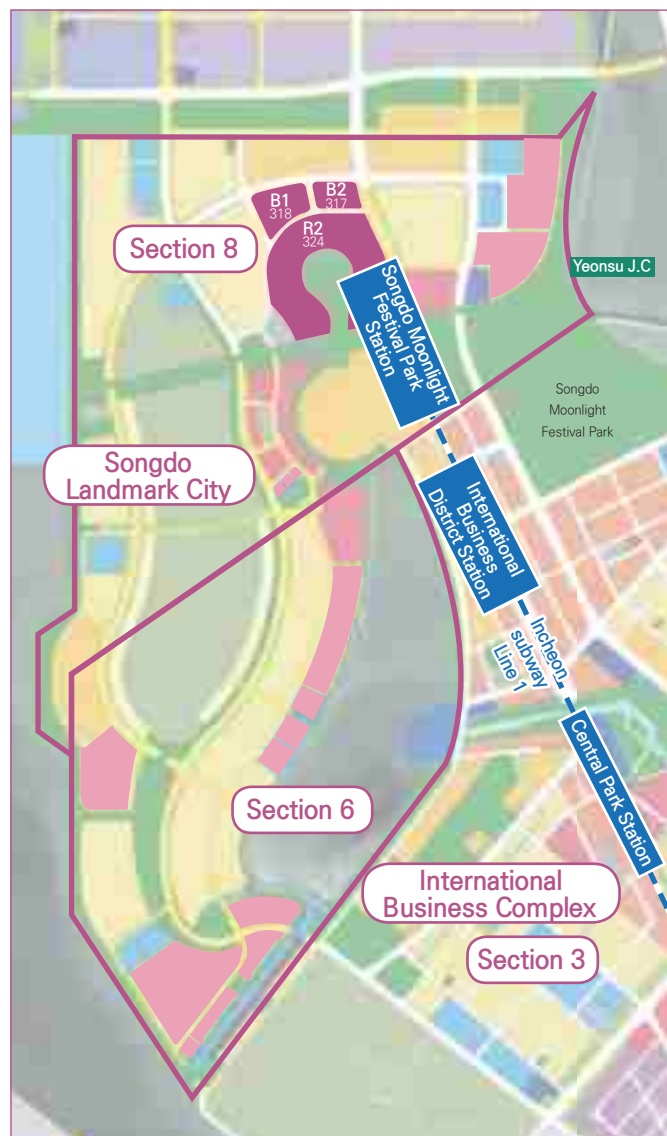 B1
318
B2
317
R2
324
Section 8
Yeonsu J.C
Songdo Moonlight
Festival Park
Station
Songdo
Moonlight
Festival Park
Songdo
Landmark City
International
Business
District Station
Incheon
subway
Line 1
Central Park Station
Section 6
International
Business Complex
Section 3